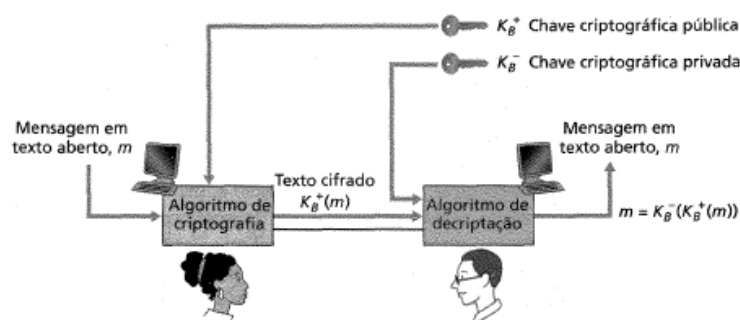 K_B^+ Chave criptográfica pública
K_B^- Chave criptográfica privada
Mensagem em
texto aberto, m
Mensagem em
texto aberto, m
Texto cifrado
K_B^+(m)
Algoritmo de
criptografia
Algoritmo de
decriptação
m = K_B^-(K_B^+(m))